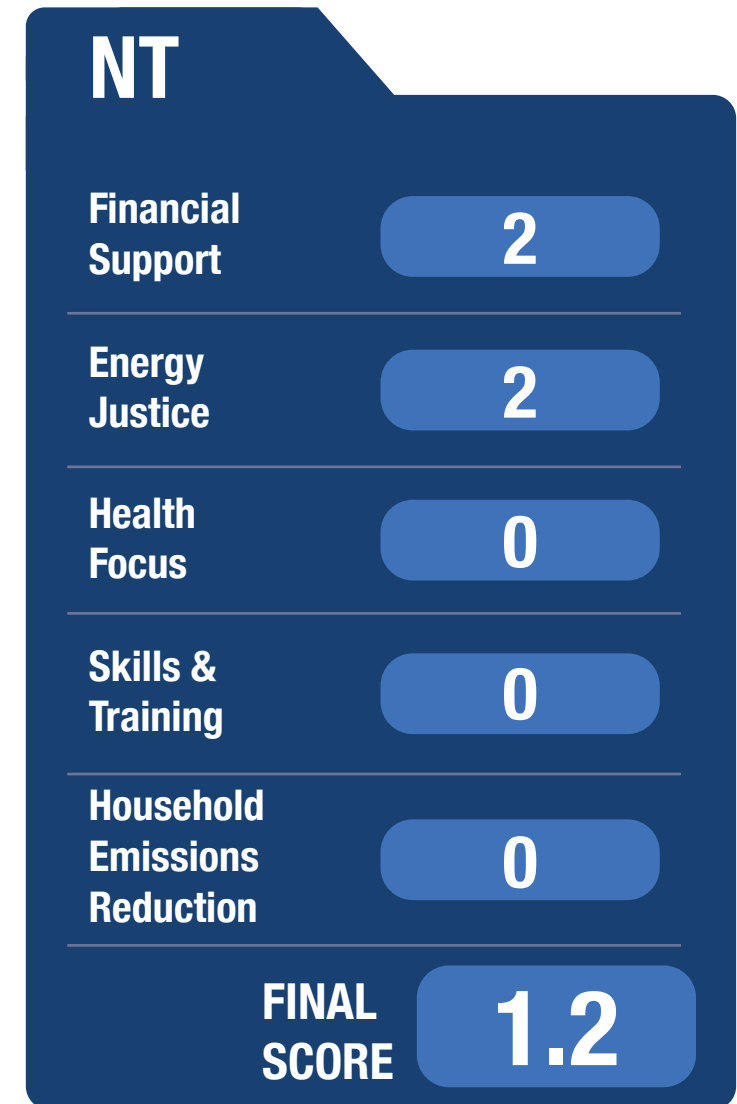 NT
Financial
Support
2
Energy
Justice
2
Health
Focus
0
Skills &
Training
0
Household
Emissions
Reduction
0
FINAL
SCORE
1.2